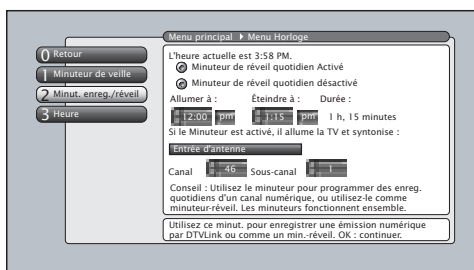 Menu principal Menu Horloge
0 Retour
1 Minuteur de veille
2 Minut. enreg./réveil
3 Heure
L'heure actuelle est 3:58 PM.
Minuteur de réveil quotidien Activé
Minuteur de réveil quotidien désactivé
Allumer à : Éteindre à : Durée :
12:00 pm 1:15 pm 1 h, 15 minutes
Si le Minuteur est activé, il allume la TV et syntonise :
Entrée d'antenne
Canal 46 Sous-canal 1
Conseil : Utilisez le minuteur pour programmer des enreg.
quotidiens d'un canal numérique, ou utilisez-le comme
minuteur-réveil. Les minuteurs fonctionnent ensemble.
Utilisez ce minut. pour enregistrer une émission numérique
par DTVLink ou comme un min.-réveil. OK : continuer.